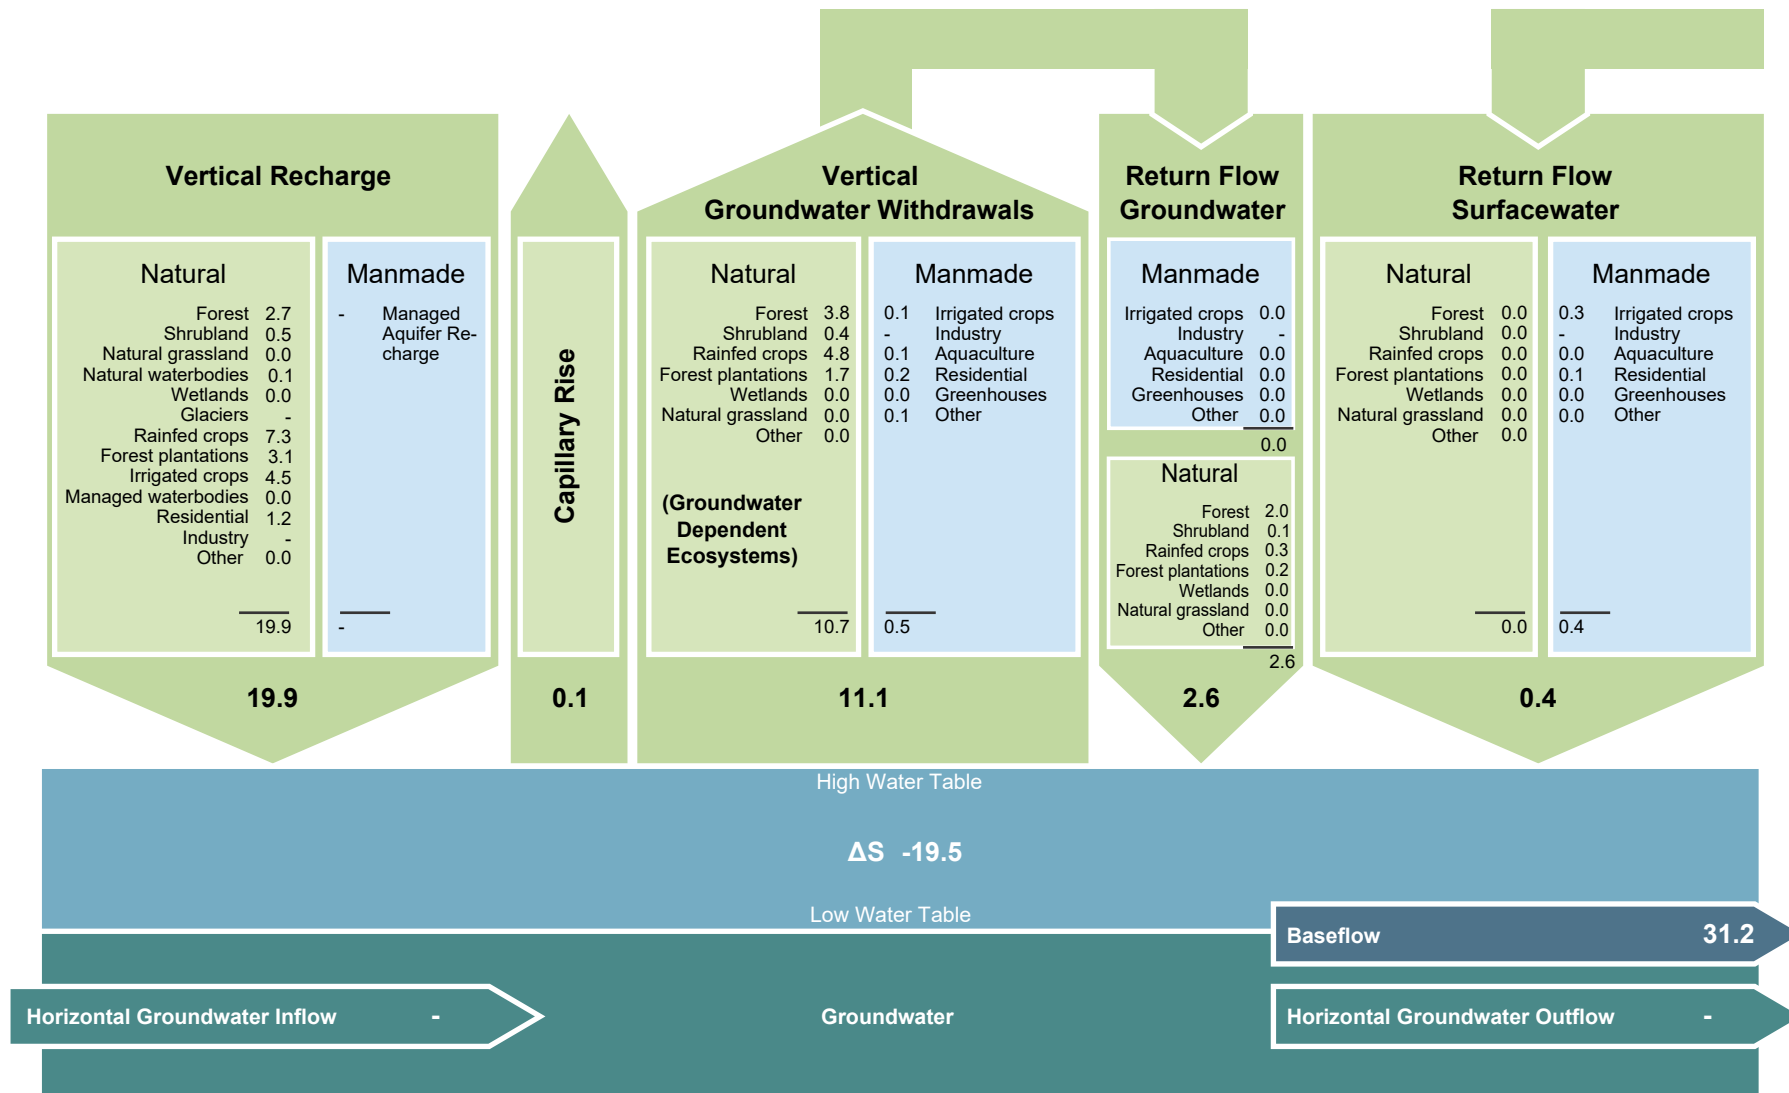 Vertical Recharge
Natural
Forest 2.7
Shrubland 0.5
Natural grassland 0.0
Natural waterbodies 0.1
Wetlands 0.0
Glaciers -
Rainfed crops 7.3
Forest plantations 3.1
Irrigated crops 4.5
Managed waterbodies 0.0
Residential 1.2
Industry -
Other 0.0
19.9
Manmade
- Managed
Aquifer Re-
charge
-
19.9
Capillary Rise
0.1
Vertical
Groundwater Withdrawals
Natural
Forest 3.8
Shrubland 0.4
Rainfed crops 4.8
Forest plantations 1.7
Wetlands 0.0
Natural grassland 0.0
Other 0.0
(Groundwater
Dependent
Ecosystems)
10.7
Manmade
0.1 Irrigated crops
- Industry
0.1 Aquaculture
0.2 Residential
0.0 Greenhouses
0.1 Other
0.5
11.1
Return Flow
Groundwater
Manmade
Irrigated crops 0.0
Industry -
Aquaculture 0.0
Residential 0.0
Greenhouses 0.0
Other 0.0
0.0
Natural
Forest 2.0
Shrubland 0.1
Rainfed crops 0.3
Forest plantations 0.2
Wetlands 0.0
Natural grassland 0.0
Other 0.0
2.6
2.6
Return Flow
Surfacewater
Natural
Forest 0.0
Shrubland 0.0
Rainfed crops 0.0
Forest plantations 0.0
Wetlands 0.0
Natural grassland 0.0
Other 0.0
0.0
Manmade
0.3 Irrigated crops
- Industry
0.0 Aquaculture
0.1 Residential
0.0 Greenhouses
0.0 Other
0.4
0.4
High Water Table
ΔS -19.5
Low Water Table
Baseflow 31.2
Horizontal Groundwater Inflow -
Groundwater
Horizontal Groundwater Outflow -